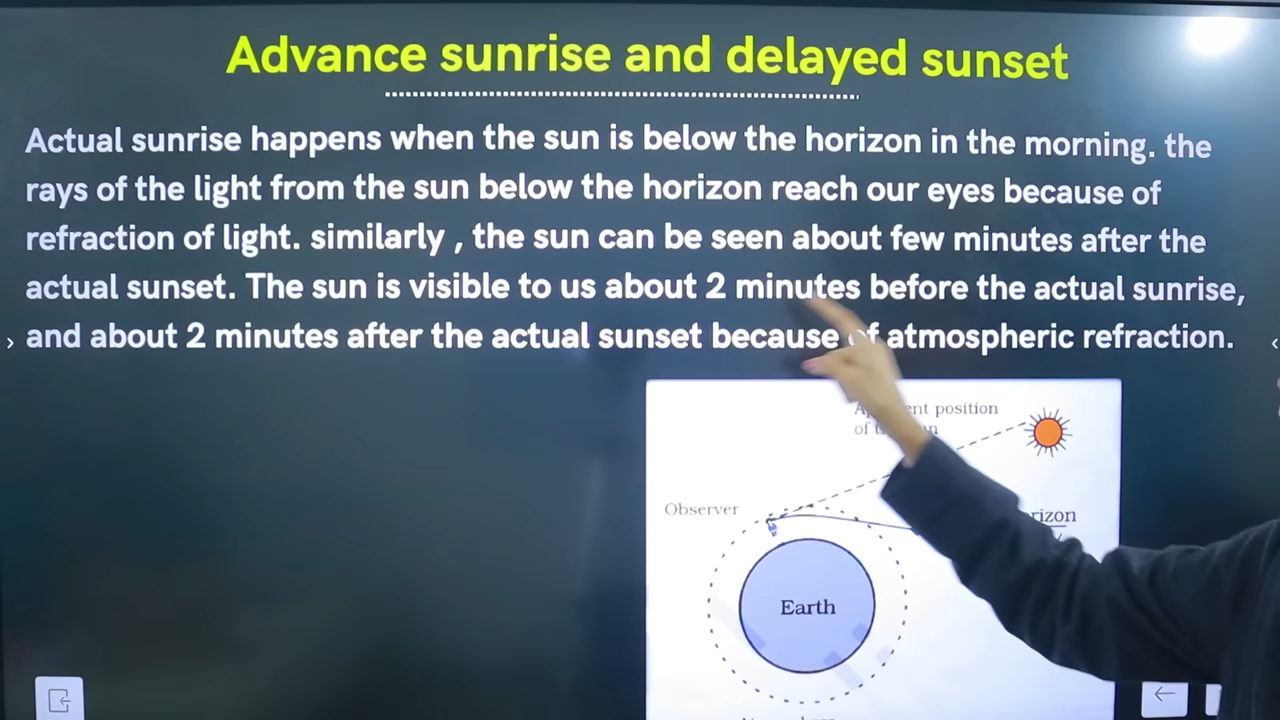 Advance sunrise and delayed sunset
Actual sunrise happens when the sun is below the horizon in the morning. the
rays of the light from the sun below the horizon reach our eyes because of
refraction of light. similarly , the sun can be seen about few minutes after the
actual sunset. The sun is visible to us about 2 minutes before the actual sunrise,
and about 2 minutes after the actual sunset because of atmospheric refraction.
position
of
Observer
Earth